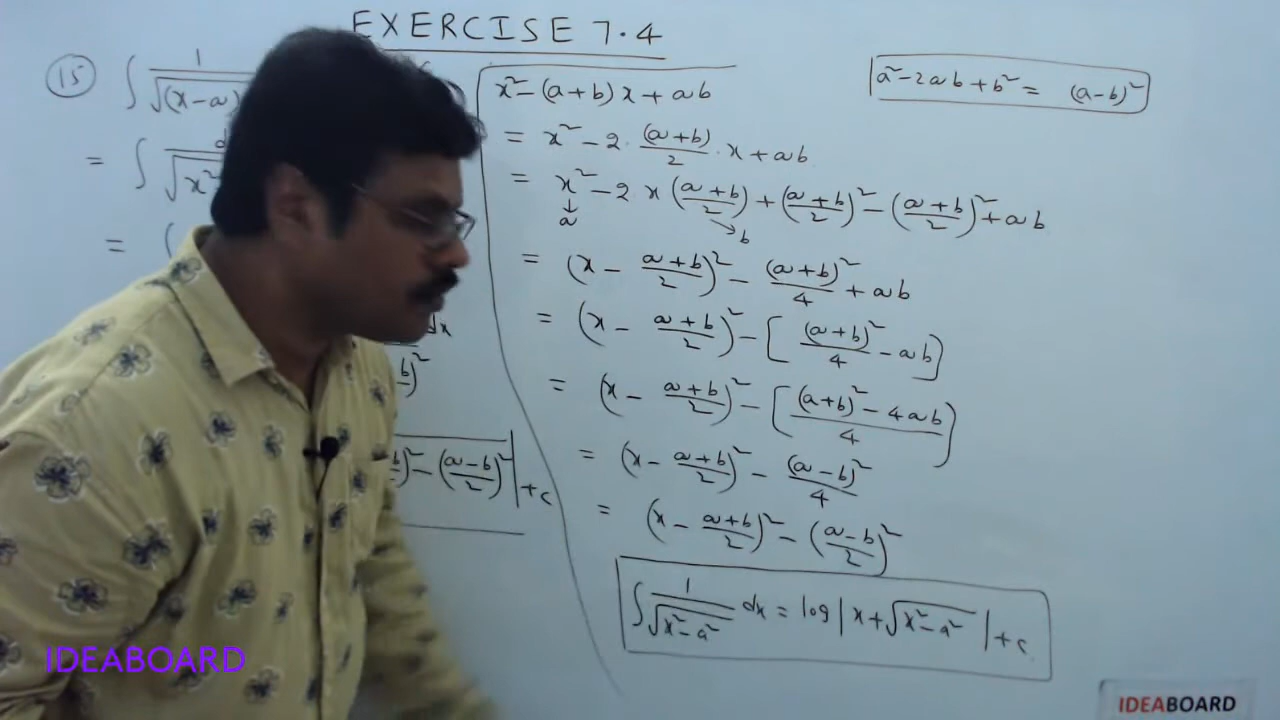 EXERCISE 7.4
(15) ∫ 1/√(x-a)
= ∫ d/√x²
= (
dx
b)²
b)² - ((a-b)/2)² | + c
x² - (a+b)x + ab
= x² - 2 · (a+b)/2 · x + ab
= x² - 2 x ((a+b)/2) + ((a+b)/2)² - ((a+b)/2)² + ab
↓ a ↘ b
= (x - (a+b)/2)² - (a+b)²/4 + ab
= (x - (a+b)/2)² - [(a+b)²/4 - ab]
= (x - (a+b)/2)² - [((a+b)² - 4ab)/4]
= (x - (a+b)/2)² - (a-b)²/4
= (x - (a+b)/2)² - ((a-b)/2)²
∫ 1/√(x²-a²) dx = log | x + √(x²-a²) | + c
a² - 2ab + b² = (a-b)²
IDEABOARD
IDEABOARD